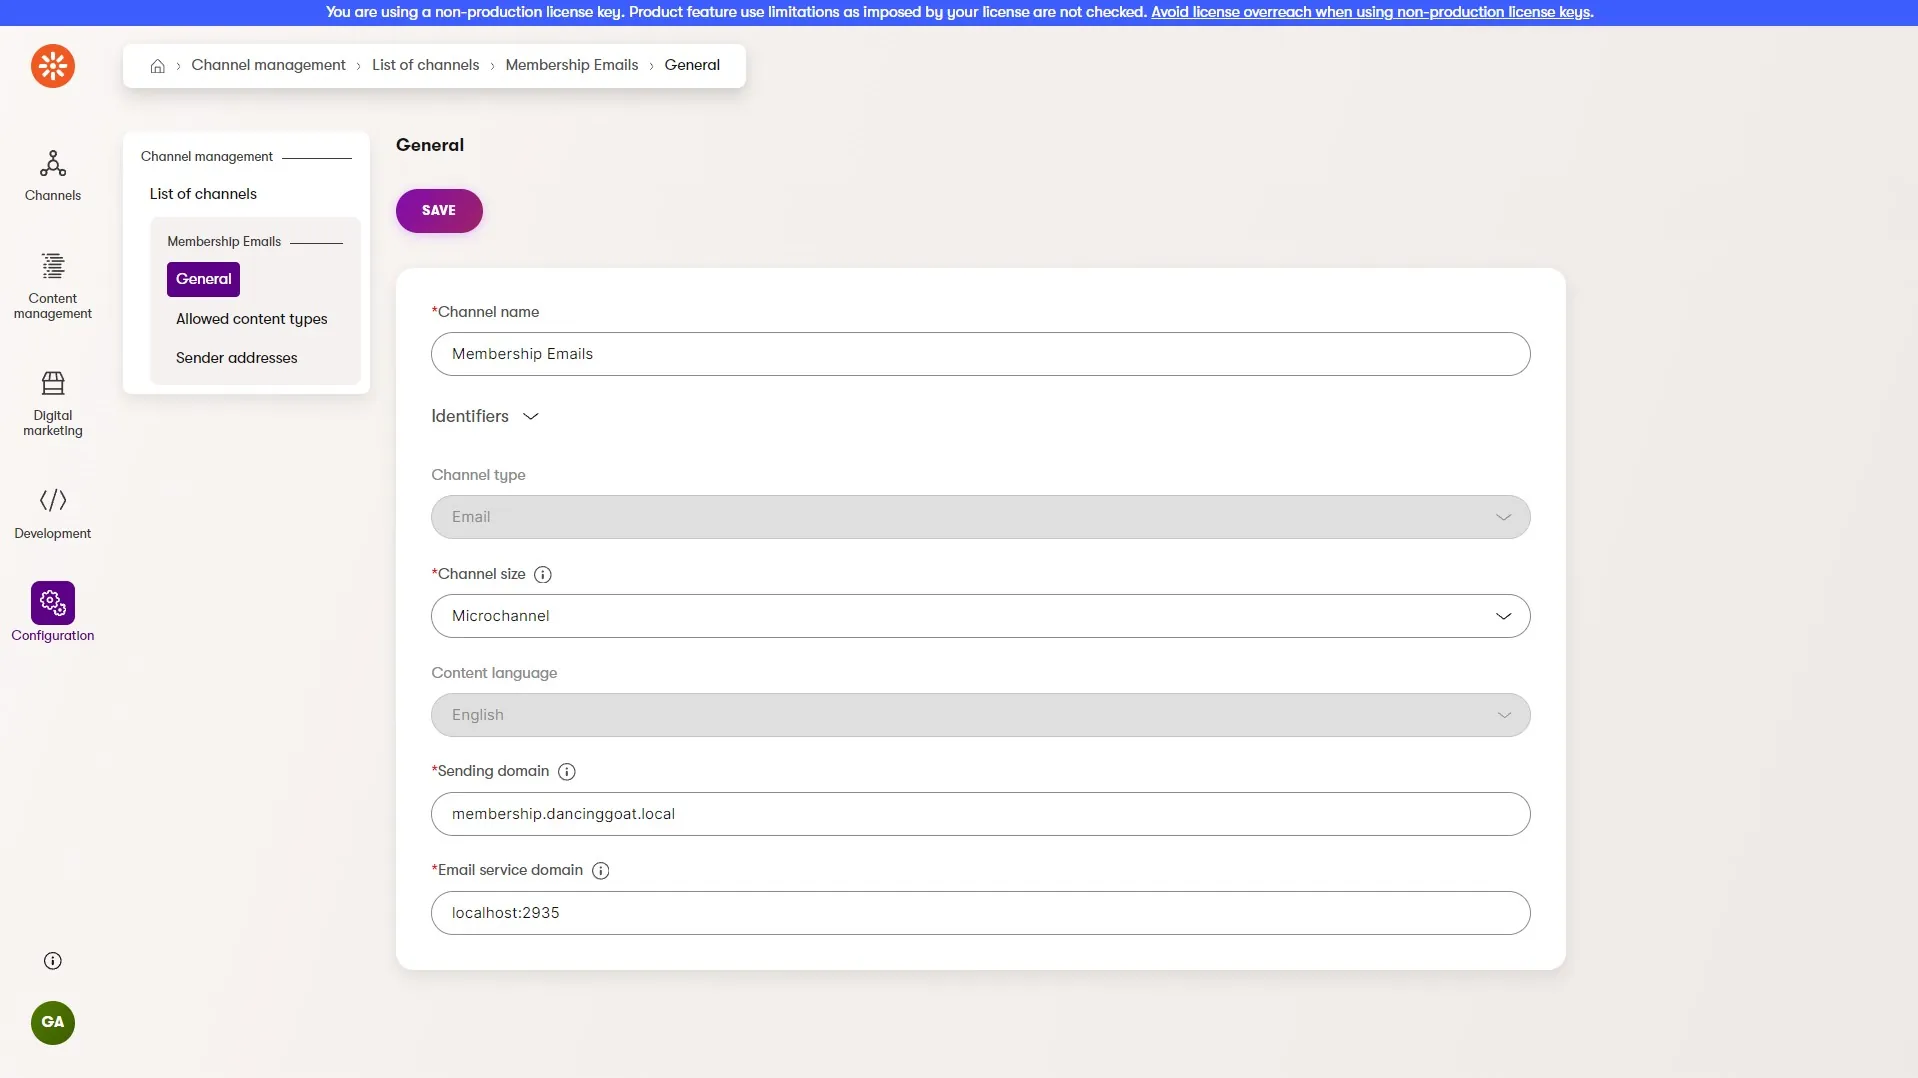 You are using a non-production license key. Product feature use limitations as imposed by your license are not checked. Avoid license overreach when using non-production license keys.
Channel management › List of channels › Membership Emails › General
Channels
Content
management
Digital
marketing
Development
Configuration
GA
Channel management
List of channels
Membership Emails
General
Allowed content types
Sender addresses
General
SAVE
*Channel name
Membership Emails
Identifiers
Channel type
Email
*Channel size
Microchannel
Content language
English
*Sending domain
membership.dancinggoat.local
*Email service domain
localhost:2935